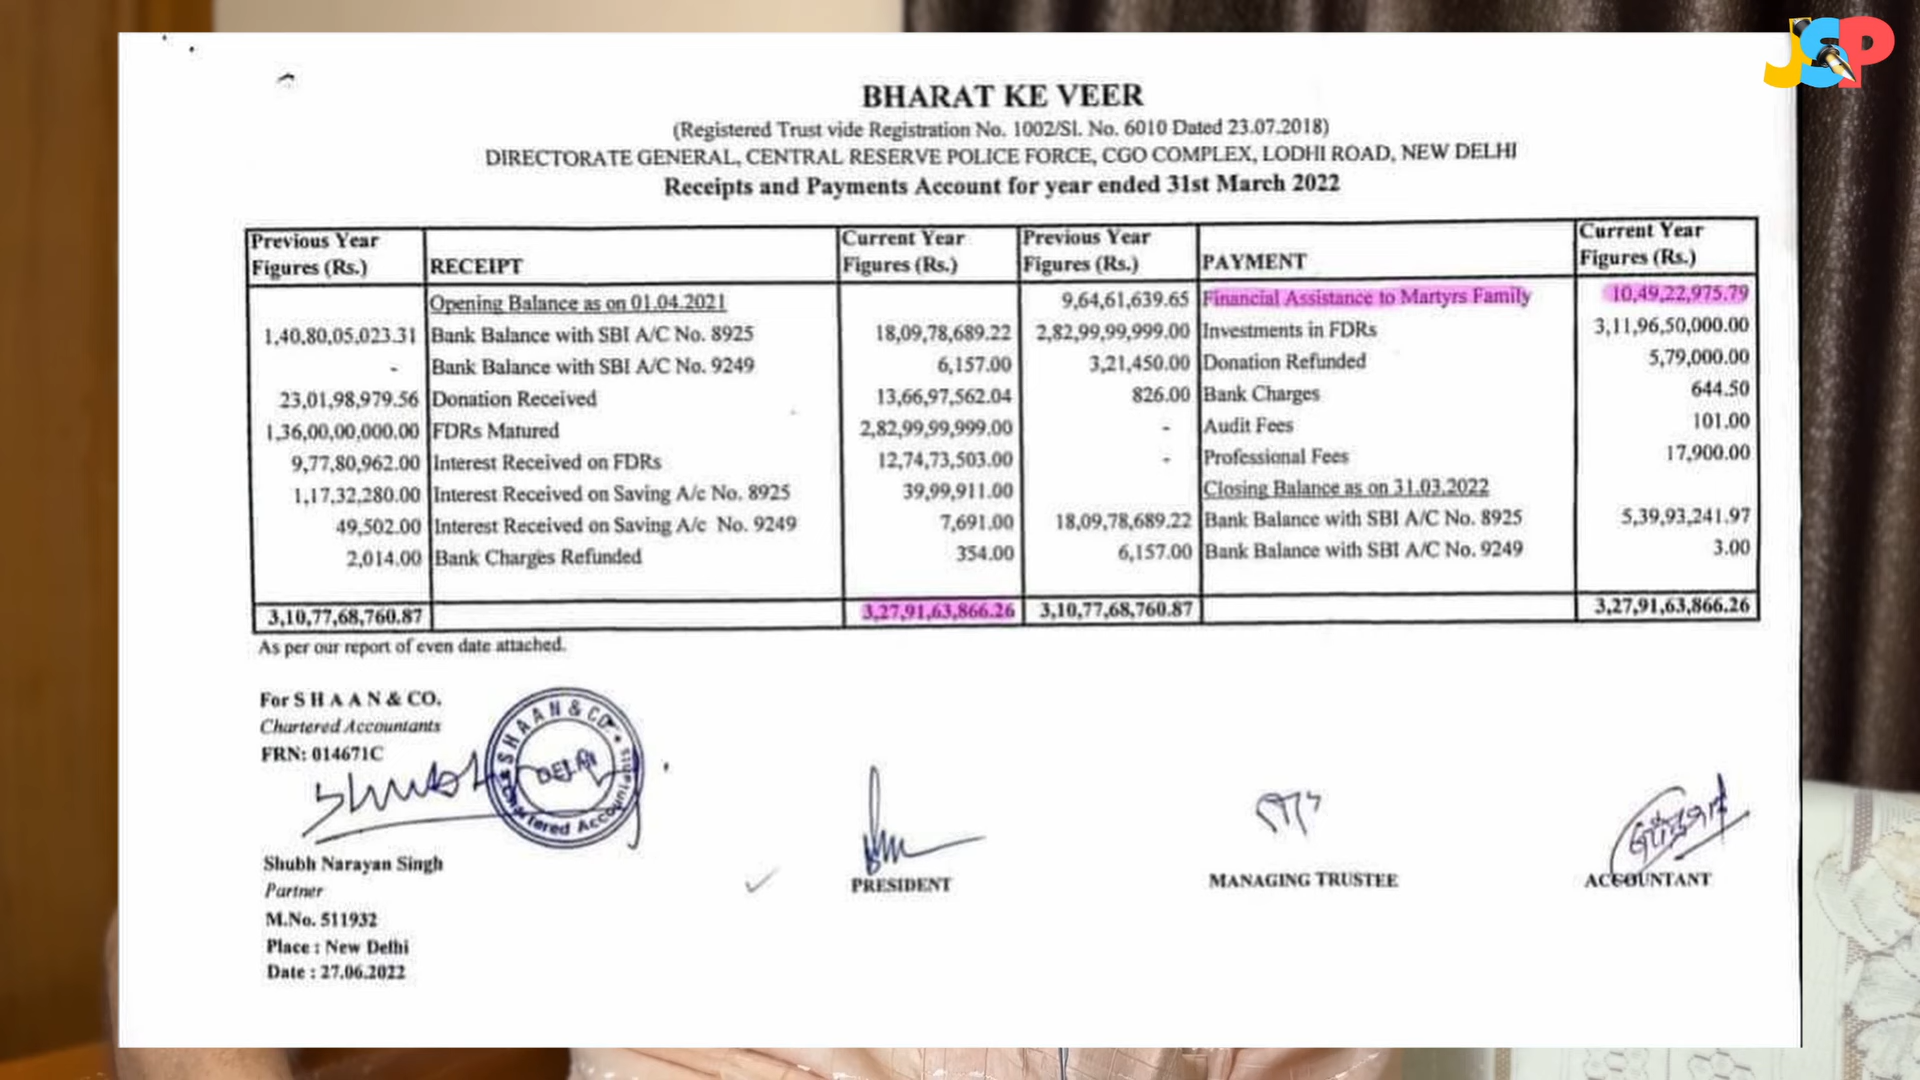 JSP
BHARAT KE VEER
(Registered Trust vide Registration No. 1002/Sl. No. 6010 Dated 23.07.2018)
DIRECTORATE GENERAL, CENTRAL RESERVE POLICE FORCE, CGO COMPLEX, LODHI ROAD, NEW DELHI
Receipts and Payments Account for year ended 31st March 2022
Previous Year Figures (Rs.) RECEIPT Current Year Figures (Rs.) Previous Year Figures (Rs.) PAYMENT Current Year Figures (Rs.)
Opening Balance as on 01.04.2021 9,64,61,639.65 Financial Assistance to Martyrs Family 10,49,22,975.79
1,40,80,05,023.31 Bank Balance with SBI A/C No. 8925 18,09,78,689.22 2,82,99,99,999.00 Investments in FDRs 3,11,96,50,000.00
- Bank Balance with SBI A/C No. 9249 6,157.00 3,21,450.00 Donation Refunded 5,79,000.00
23,01,98,979.56 Donation Received 13,66,97,562.04 826.00 Bank Charges 644.50
1,36,00,00,000.00 FDRs Matured 2,82,99,99,999.00 - Audit Fees 101.00
9,77,80,962.00 Interest Received on FDRs 12,74,73,503.00 - Professional Fees 17,900.00
1,17,32,280.00 Interest Received on Saving A/c No. 8925 39,99,911.00 Closing Balance as on 31.03.2022
49,502.00 Interest Received on Saving A/c No. 9249 7,691.00 18,09,78,689.22 Bank Balance with SBI A/C No. 8925 5,39,93,241.97
2,014.00 Bank Charges Refunded 354.00 6,157.00 Bank Balance with SBI A/C No. 9249 3.00
3,10,77,68,760.87 3,27,91,63,866.26 3,10,77,68,760.87 3,27,91,63,866.26
As per our report of even date attached.
For S H A A N & CO.
Chartered Accountants
FRN: 014671C
Shubh
SHAAN & CO.
DELHI
Chartered Accountants
Shubh Narayan Singh
Partner
M.No. 511932
Place : New Delhi
Date : 27.06.2022
PRESIDENT
MANAGING TRUSTEE
ACCOUNTANT